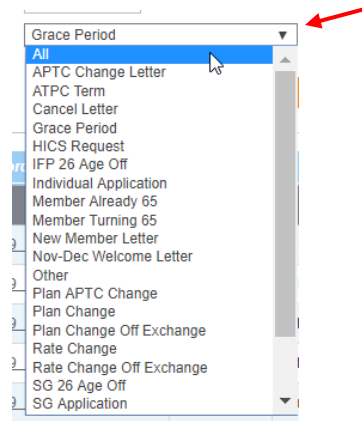 Grace Period
All
APTC Change Letter
ATPC Term
Cancel Letter
Grace Period
HICS Request
IFP 26 Age Off
Individual Application
Member Already 65
Member Turning 65
New Member Letter
Nov-Dec Welcome Letter
Other
Plan APTC Change
Plan Change
Plan Change Off Exchange
Rate Change
Rate Change Off Exchange
SG 26 Age Off
SG Application